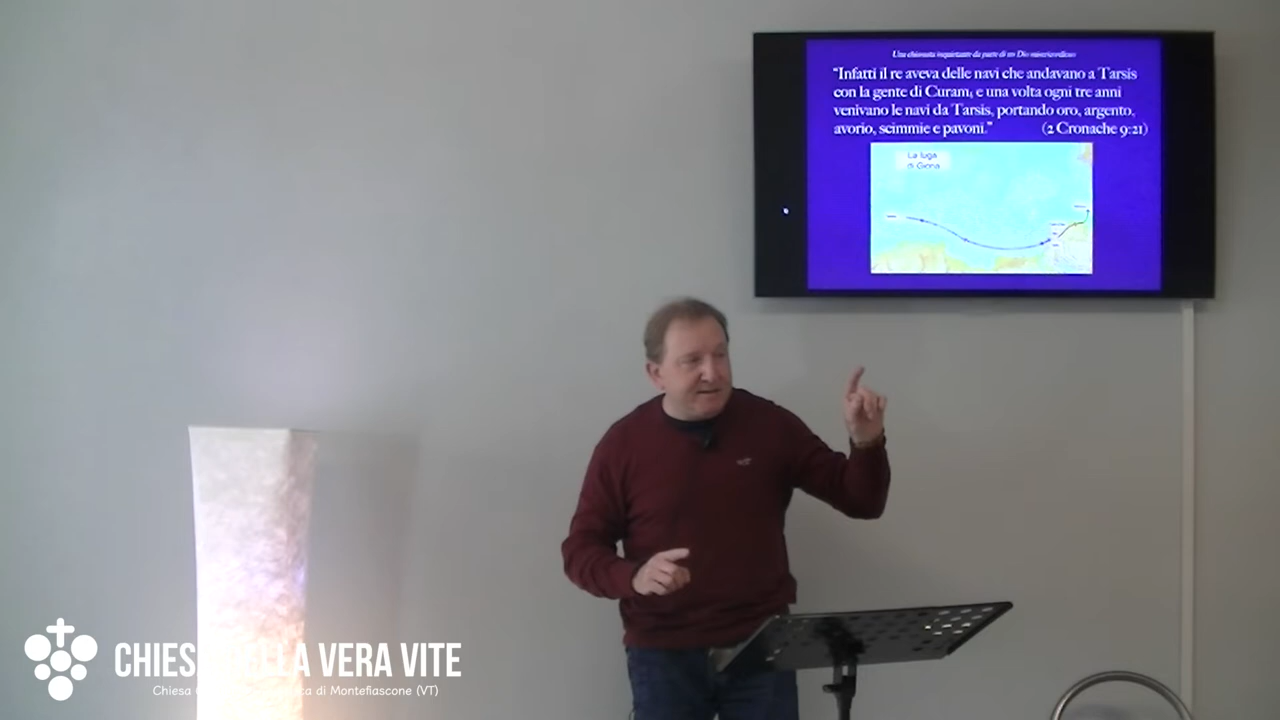 Una chiamata inquietante da parte di un Dio misericordioso
“Infatti il re aveva delle navi che andavano a Tarsis
con la gente di Curam, e una volta ogni tre anni
venivano le navi da Tarsis, portando oro, argento,
avorio, scimmie e pavoni.” (2 Cronache 9:21)
La fuga
di Giona
CHIESA DELLA VERA VITE
Chiesa di Montefiascone (VT)